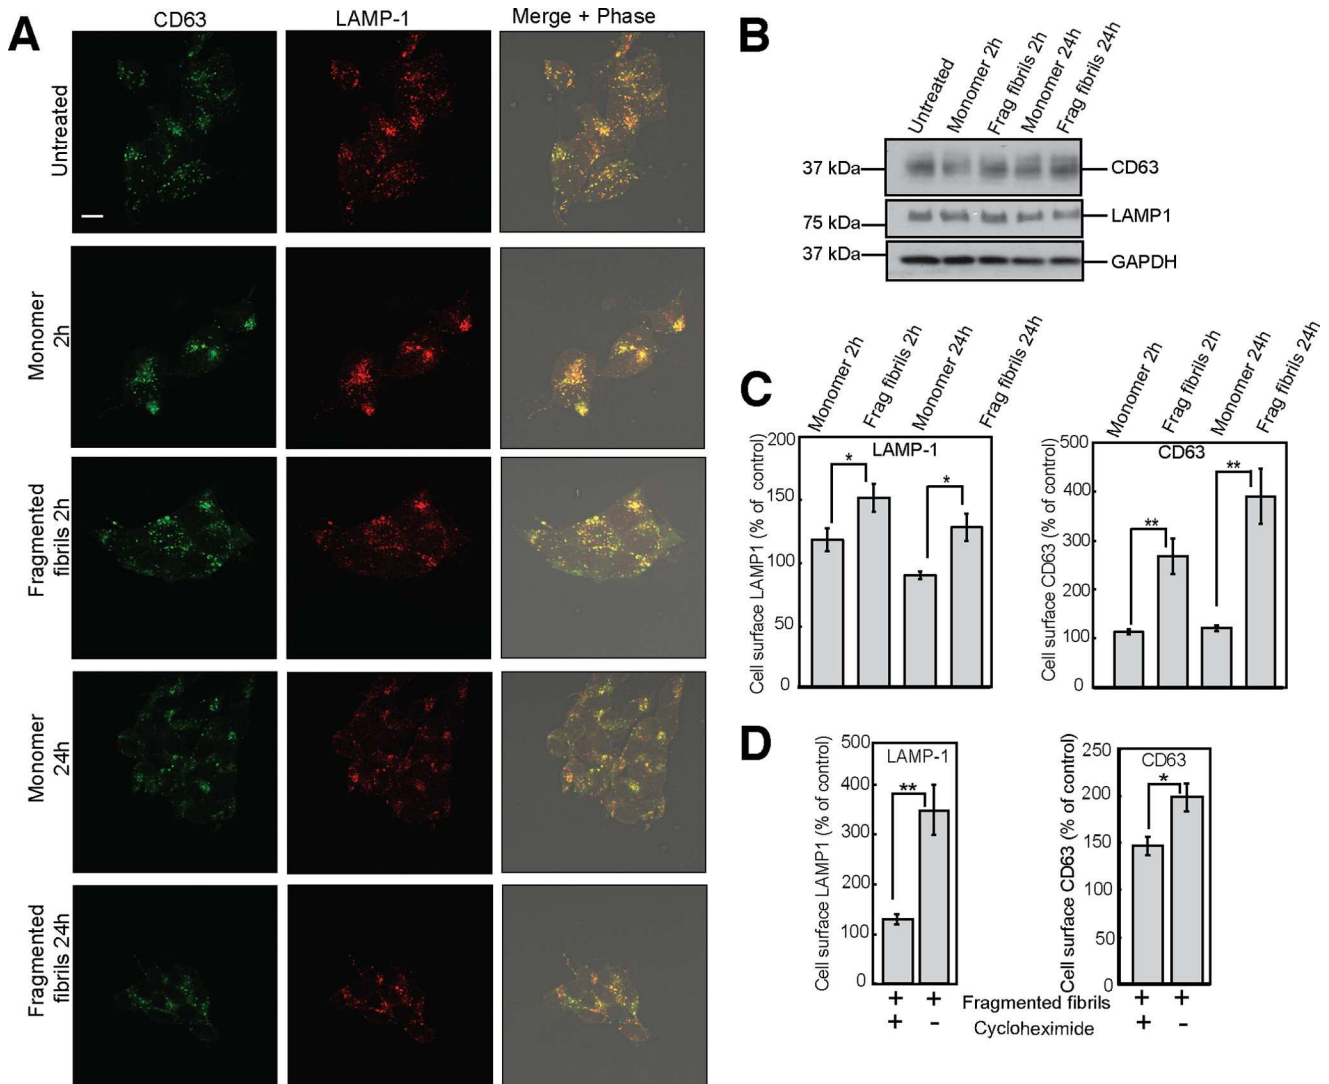 A
CD63
LAMP-1
Merge + Phase
Untreated
Monomer
2h
Fragmented
fibrils 2h
Monomer
24h
Fragmented
fibrils 24h
B
Untreated
Monomer 2h
Frag fibrils 2h
Monomer 24h
Frag fibrils 24h
37 kDa
CD63
75 kDa
LAMP1
37 kDa
GAPDH
C
Monomer 2h
Frag fibrils 2h
Monomer 24h
Frag fibrils 24h
LAMP-1
Cell surface LAMP1 (% of control)
200
150
100
50
0
*
*
Monomer 2h
Frag fibrils 2h
Monomer 24h
Frag fibrils 24h
CD63
Cell surface CD63 (% of control)
500
400
300
200
100
0
**
**
D
LAMP-1
Cell surface LAMP1 (% of control)
500
400
300
200
100
0
**
CD63
Cell surface CD63 (% of control)
250
200
150
100
50
0
*
+ + Fragmented fibrils + +
+ - Cycloheximide + -